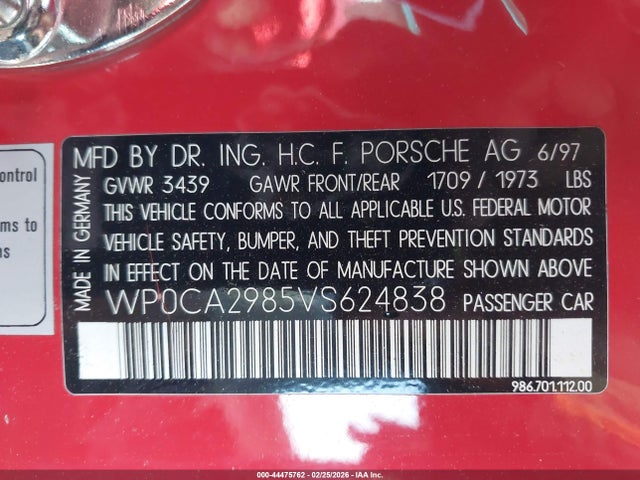 MFD BY DR. ING. H.C. F. PORSCHE AG 6/97
GVWR 3439 GAWR FRONT/REAR 1709 / 1973 LBS
THIS VEHICLE CONFORMS TO ALL APPLICABLE U.S. FEDERAL MOTOR
VEHICLE SAFETY, BUMPER, AND THEFT PREVENTION STANDARDS
IN EFFECT ON THE DATE OF MANUFACTURE SHOWN ABOVE
WP0CA2985VS624838 PASSENGER CAR
986.701.112.00
MADE IN GERMANY
ontrol
ms to
ns
000-44475762 - 02/25/2026 - IAA Inc.